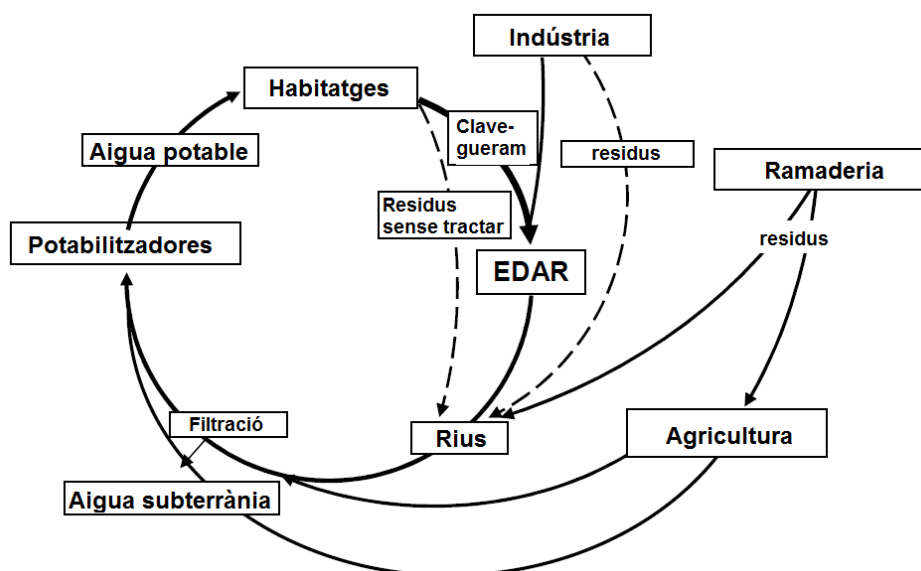 Indústria
Habitatges
Clave-
gueram
Aigua potable
residus
Ramaderia
Residus
sense tractar
Potabilitzadores
residus
EDAR
Filtració
Rius
Agricultura
Aigua subterrània